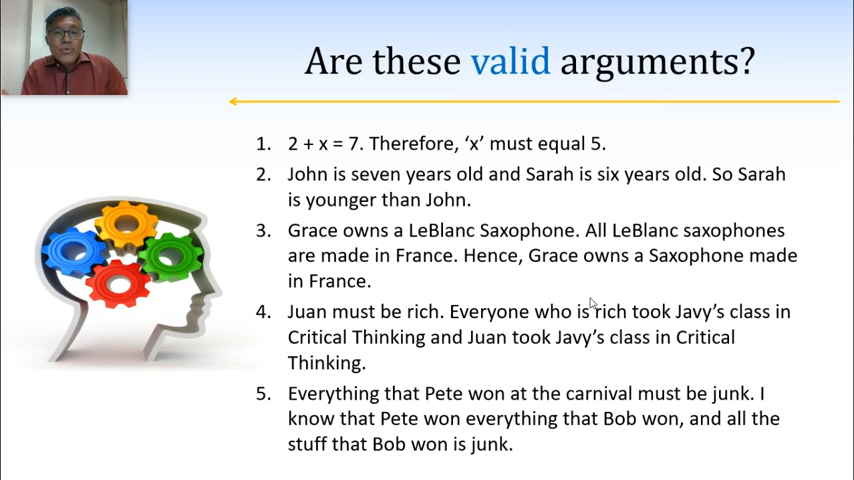 Are these valid arguments?
1. 2 + x = 7. Therefore, ‘x’ must equal 5.
2. John is seven years old and Sarah is six years old. So Sarah
is younger than John.
3. Grace owns a LeBlanc Saxophone. All LeBlanc saxophones
are made in France. Hence, Grace owns a Saxophone made
in France.
4. Juan must be rich. Everyone who is rich took Javy’s class in
Critical Thinking and Juan took Javy’s class in Critical
Thinking.
5. Everything that Pete won at the carnival must be junk. I
know that Pete won everything that Bob won, and all the
stuff that Bob won is junk.